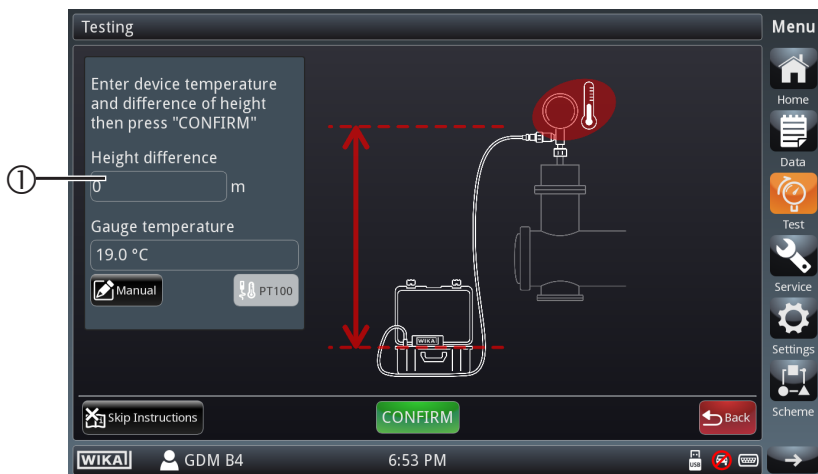 Testing
Menu
Enter device temperature
and difference of height
then press "CONFIRM"
Height difference
①
0
m
Gauge temperature
19.0 °C
Manual
PT100
WIKAI
Home
Data
Test
Service
Settings
Scheme
Skip Instructions
CONFIRM
Back
WIKAI
GDM B4
6:53 PM
USB